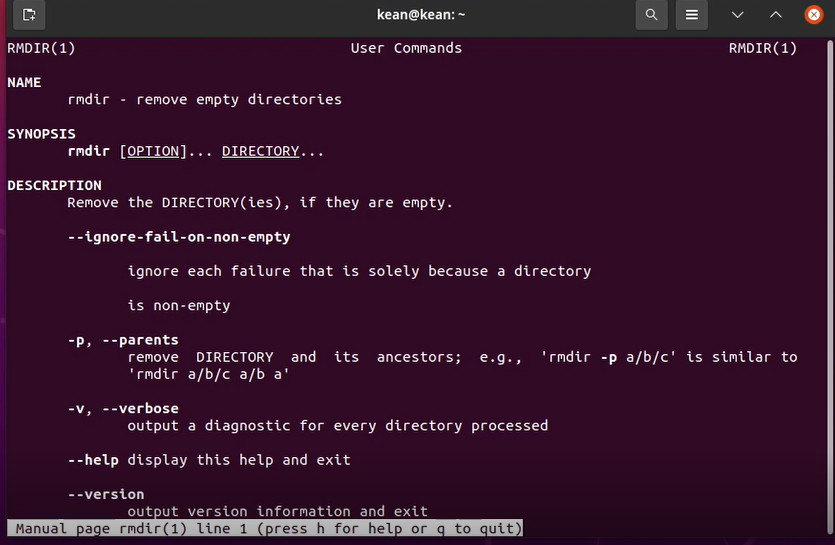 kean@kean: ~
RMDIR(1) User Commands RMDIR(1)
NAME
rmdir - remove empty directories
SYNOPSIS
rmdir [OPTION]... DIRECTORY...
DESCRIPTION
Remove the DIRECTORY(ies), if they are empty.
--ignore-fail-on-non-empty
ignore each failure that is solely because a directory
is non-empty
-p, --parents
remove DIRECTORY and its ancestors; e.g., 'rmdir -p a/b/c' is similar to
'rmdir a/b/c a/b a'
-v, --verbose
output a diagnostic for every directory processed
--help display this help and exit
--version
output version information and exit
Manual page rmdir(1) line 1 (press h for help or q to quit)